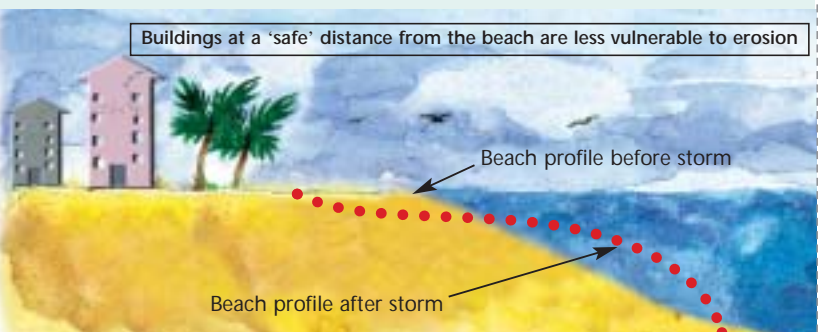 Buildings at a ‘safe’ distance from the beach are less vulnerable to erosion
Beach profile before storm
Beach profile after storm